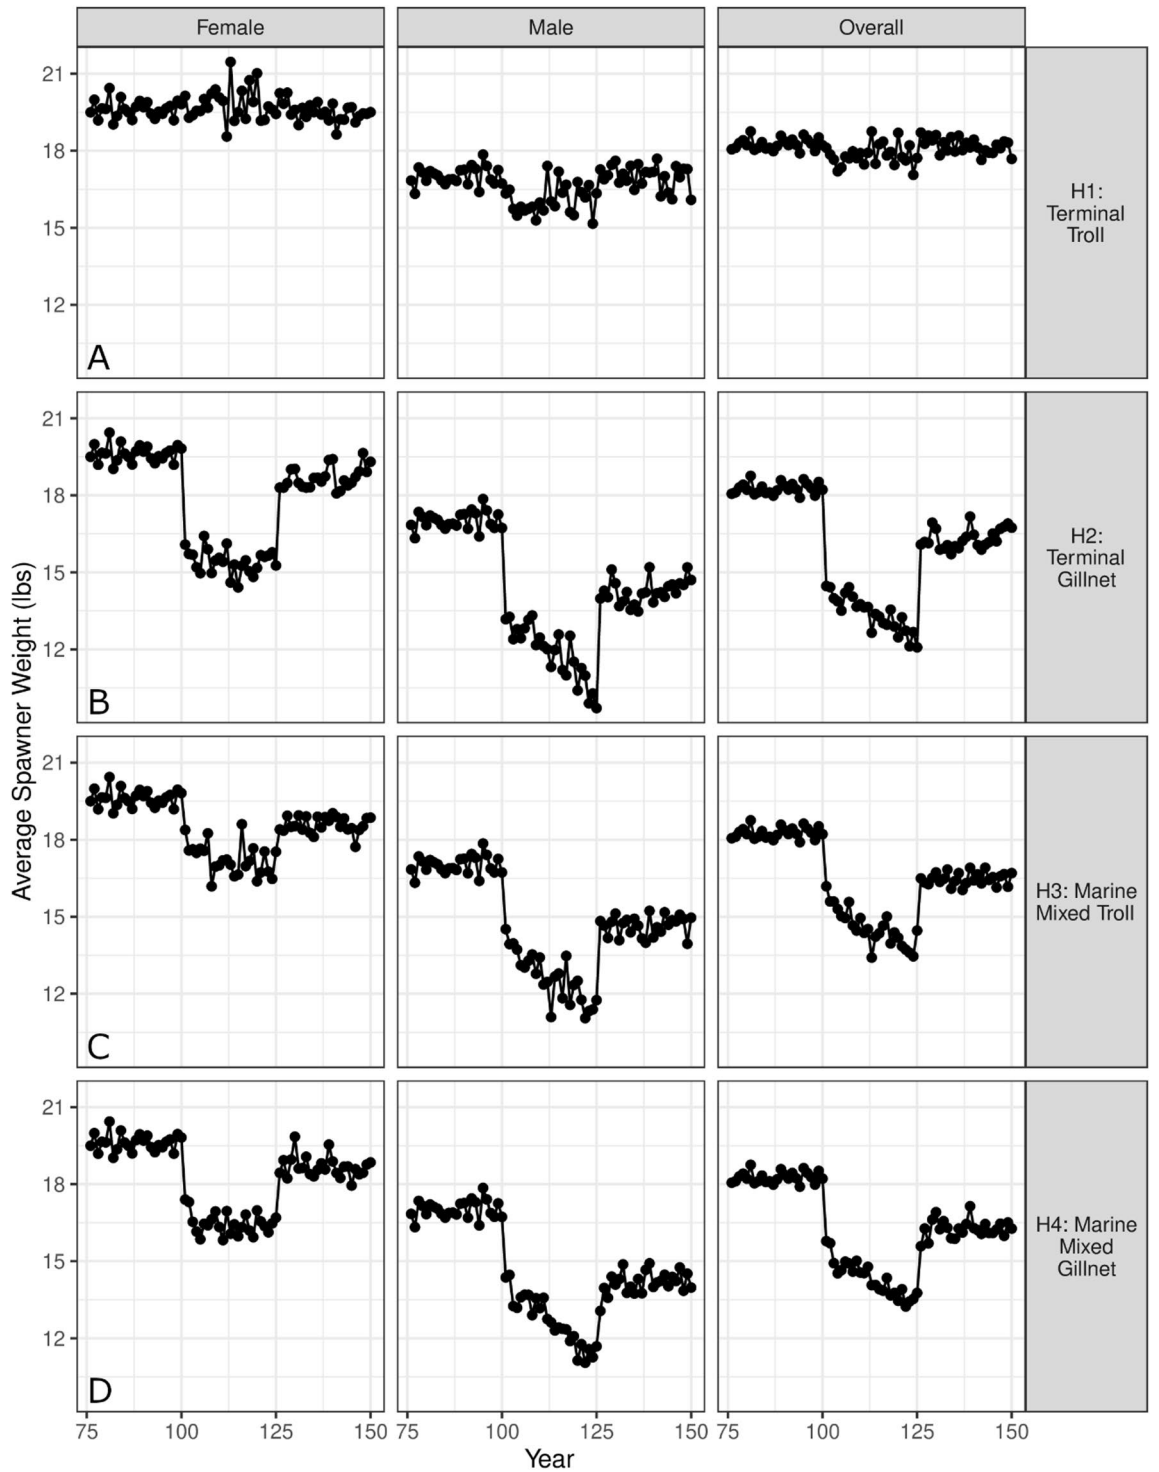 Female Male Overall
21
18
15
12
A
H1:
Terminal
Troll
21
18
15
12
B
H2:
Terminal
Gillnet
Average Spawner Weight (lbs)
21
18
15
12
C
H3: Marine
Mixed Troll
21
18
15
12
D
H4: Marine
Mixed
Gillnet
75 100 125 150 75 100 125 150 75 100 125 150
Year